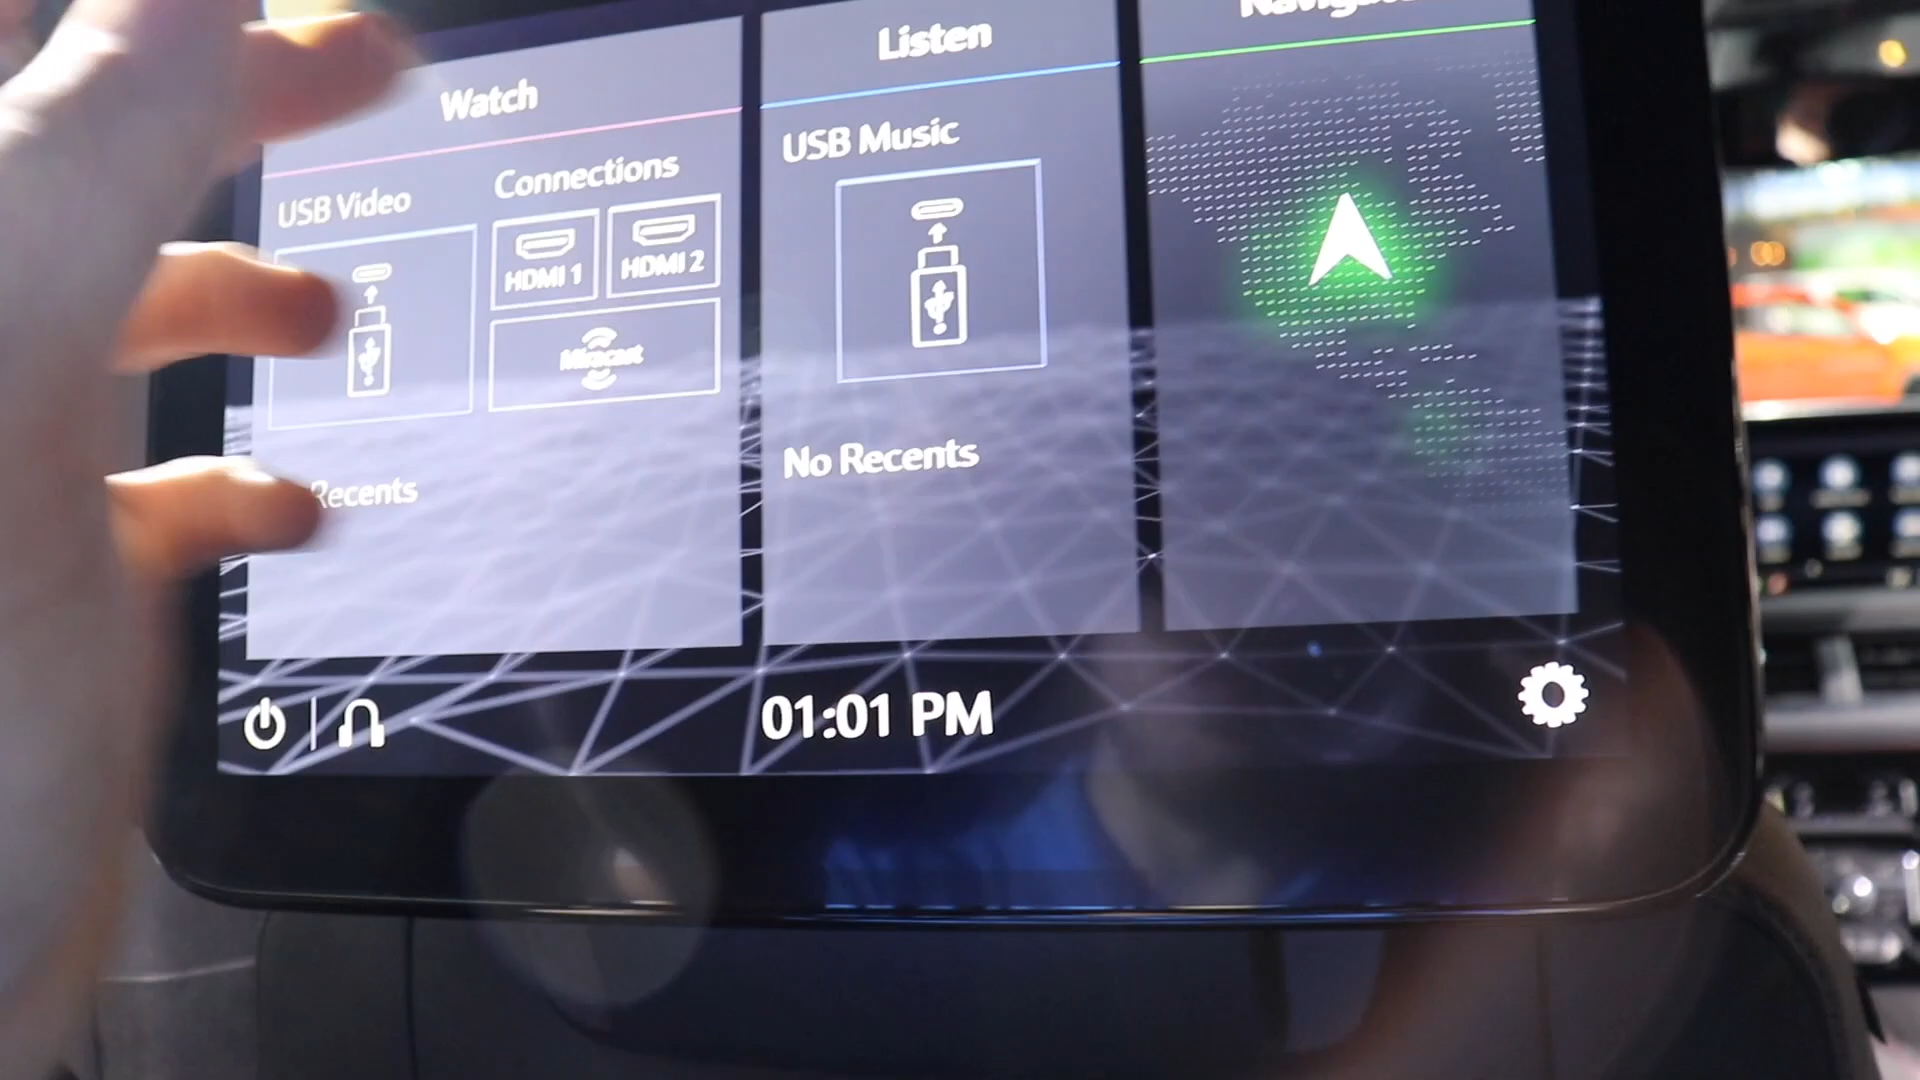 Watch
USB Video
Connections
HDMI 1
HDMI 2
Miracast
Recents
Listen
USB Music
No Recents
01:01 PM